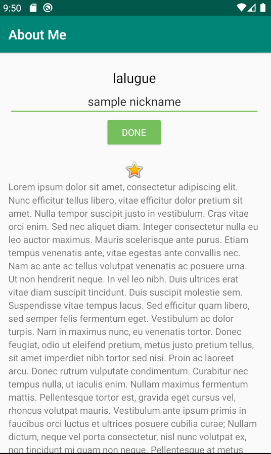 9:50
About Me
lalugue
sample nickname
DONE
Lorem ipsum dolor sit amet, consectetur adipiscing elit.
Nunc efficitur tellus libero, vitae efficitur dolor pretium sit
amet. Nulla tempor suscipit justo in vestibulum. Cras vitae
orci enim. Sed nec aliquet diam. Integer consectetur nulla eu
leo auctor maximus. Mauris scelerisque ante purus. Etiam
tempus venenatis ante, vitae egestas ante convallis nec.
Nam ac ante ac tellus volutpat venenatis ac posuere urna.
Ut non hendrerit neque. In vel leo nibh. Duis ultrices erat
vitae diam suscipit tincidunt. Duis suscipit molestie sem.
Suspendisse vitae tempus lacus. Sed efficitur quam libero,
sed semper felis fermentum eget. Vestibulum ac dolor
turpis. Nam in maximus nunc, eu venenatis tortor. Donec
feugiat, odio ut eleifend pretium, metus justo pretium tellus,
sit amet imperdiet nibh tortor sed nisi. Proin ac laoreet
arcu. Donec rutrum vulputate condimentum. Curabitur nec
tempus nulla, ut iaculis enim. Nullam maximus fermentum
mattis. Pellentesque tortor est, gravida eget cursus vel,
rhoncus volutpat mauris. Vestibulum ante ipsum primis in
faucibus orci luctus et ultrices posuere cubilia curae; Nullam
dictum, neque vel porta consectetur, nisl nunc volutpat ex,
non tincidunt mi quam eget neque. Pellentesque at metus